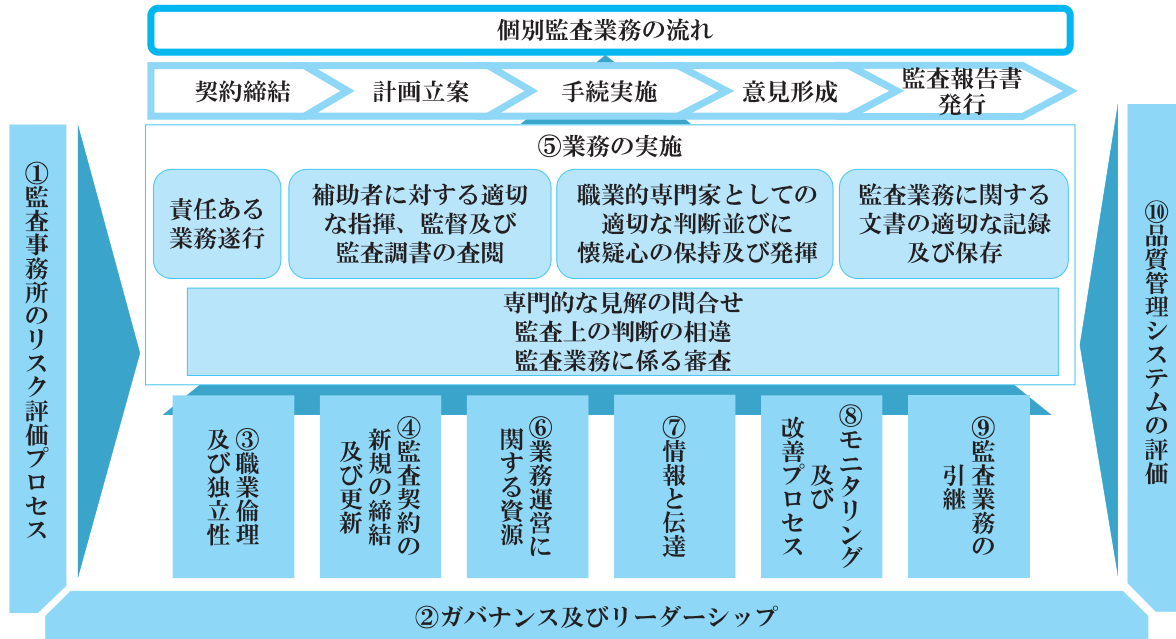 個別監査業務の流れ
契約締結
計画立案
手続実施
意見形成
監査報告書
発行
①監査事務所のリスク評価プロセス
⑤業務の実施
責任ある
業務遂行
補助者に対する適切
な指揮、監督及び
監査調書の査閲
職業的専門家としての
適切な判断並びに
懐疑心の保持及び発揮
監査業務に関する
文書の適切な記録
及び保存
専門的な見解の問合せ
監査上の判断の相違
監査業務に係る審査
③職業倫理
及び独立性
④監査契約の
新規の締結
及び更新
⑥業務運営に
関する資源
⑦情報と伝達
⑧モニタリング
及び
改善プロセス
⑨監査業務の
引継
⑩品質管理システムの評価
②ガバナンス及びリーダーシップ